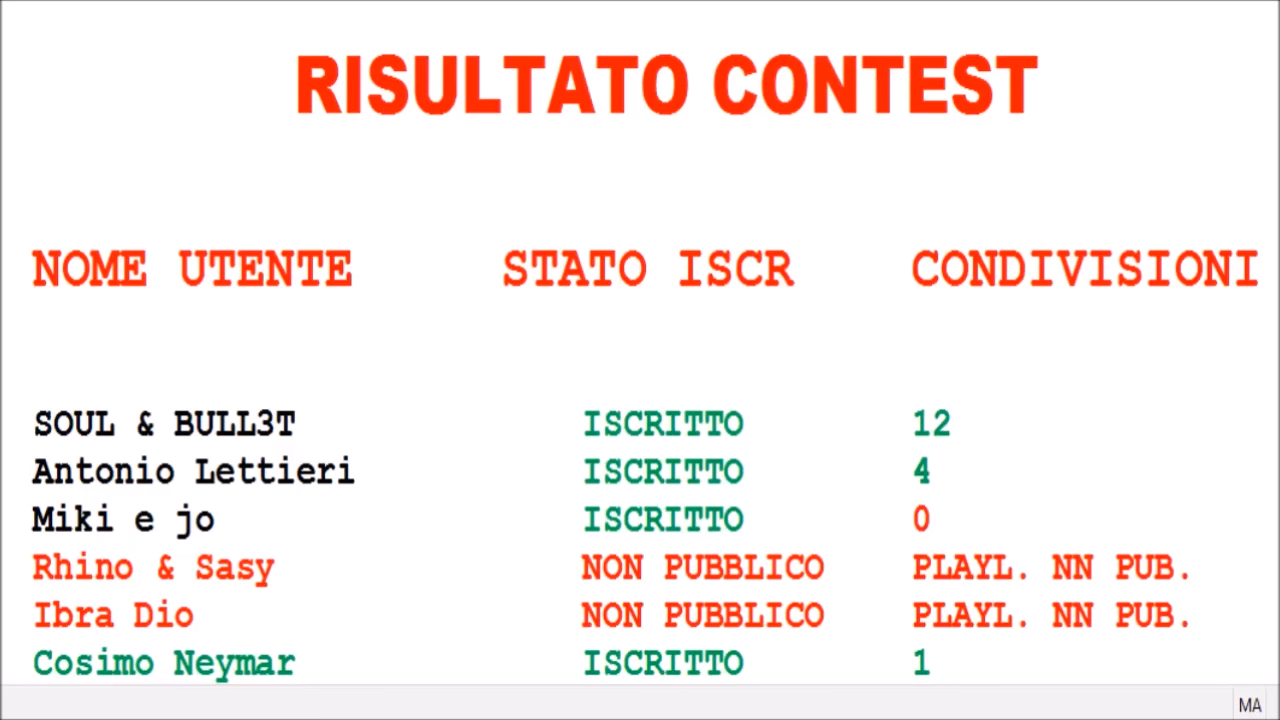 RISULTATO CONTEST
NOME UTENTE STATO ISCR CONDIVISIONI
SOUL & BULL3T ISCRITTO 12
Antonio Lettieri ISCRITTO 4
Miki e jo ISCRITTO 0
Rhino & Sasy NON PUBBLICO PLAYL. NN PUB.
Ibra Dio NON PUBBLICO PLAYL. NN PUB.
Cosimo Neymar ISCRITTO 1
MA